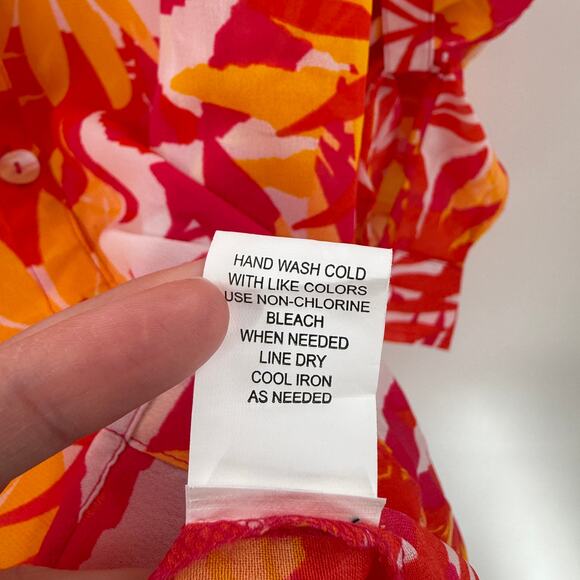 HAND WASH COLD
WITH LIKE COLORS
USE NON-CHLORINE
BLEACH
WHEN NEEDED
LINE DRY
COOL IRON
AS NEEDED